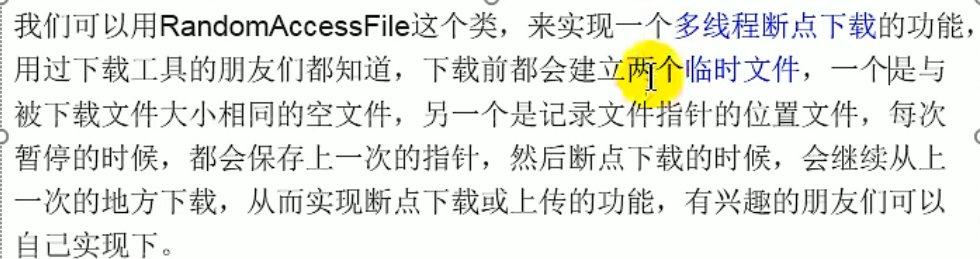 我们可以用RandomAccessFile这个类，来实现一个多线程断点下载的功能，
用过下载工具的朋友们都知道，下载前都会建立两个临时文件，一个是与
被下载文件大小相同的空文件，另一个是记录文件指针的位置文件，每次
暂停的时候，都会保存上一次的指针，然后断点下载的时候，会继续从上
一次的地方下载，从而实现断点下载或上传的功能，有兴趣的朋友们可以
自己实现下。